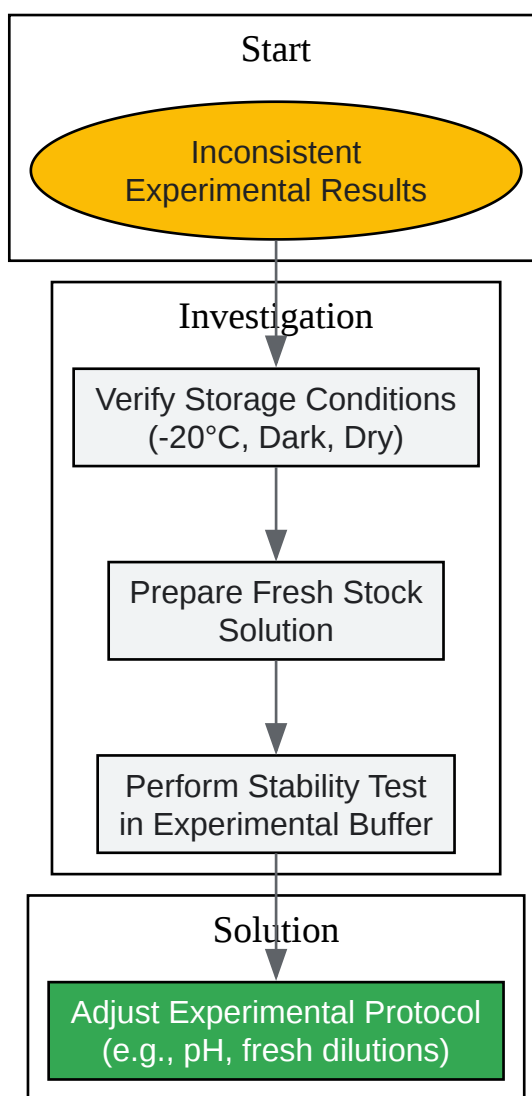 Start
Inconsistent
Experimental Results
Investigation
Verify Storage Conditions
(-20°C, Dark, Dry)
Prepare Fresh Stock
Solution
Perform Stability Test
in Experimental Buffer
Solution
Adjust Experimental Protocol
(e.g., pH, fresh dilutions)